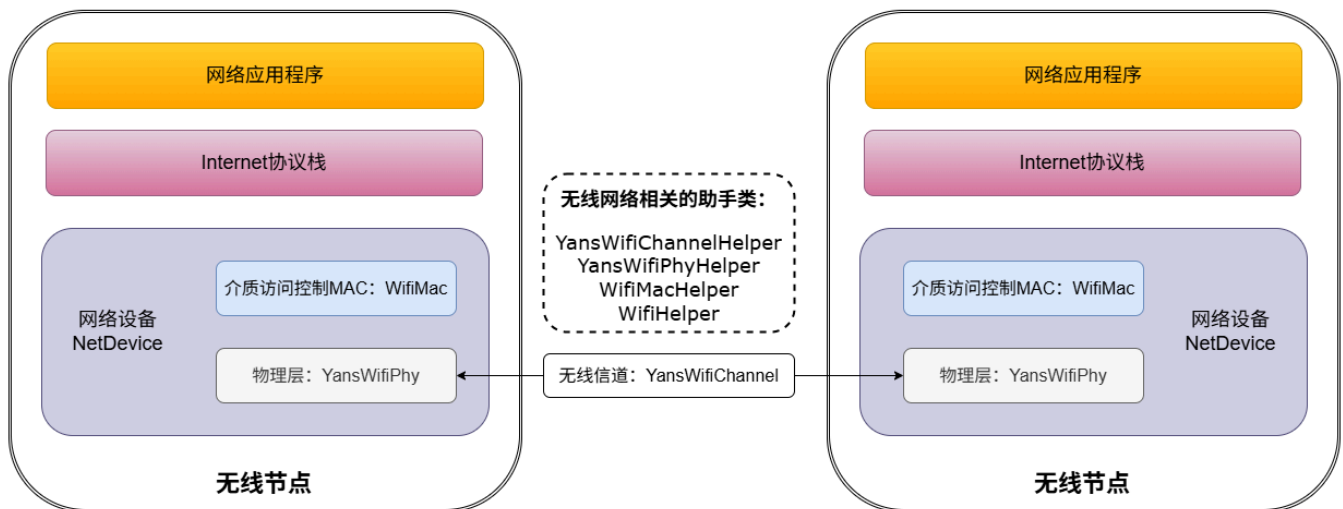 网络应用程序
Internet协议栈
介质访问控制MAC：WifiMac
网络设备
NetDevice
物理层：YansWifiPhy
无线节点
无线网络相关的助手类：
YansWifiChannelHelper
YansWifiPhyHelper
WifiMacHelper
WifiHelper
无线信道：YansWifiChannel
网络应用程序
Internet协议栈
介质访问控制MAC：WifiMac
网络设备
NetDevice
物理层：YansWifiPhy
无线节点